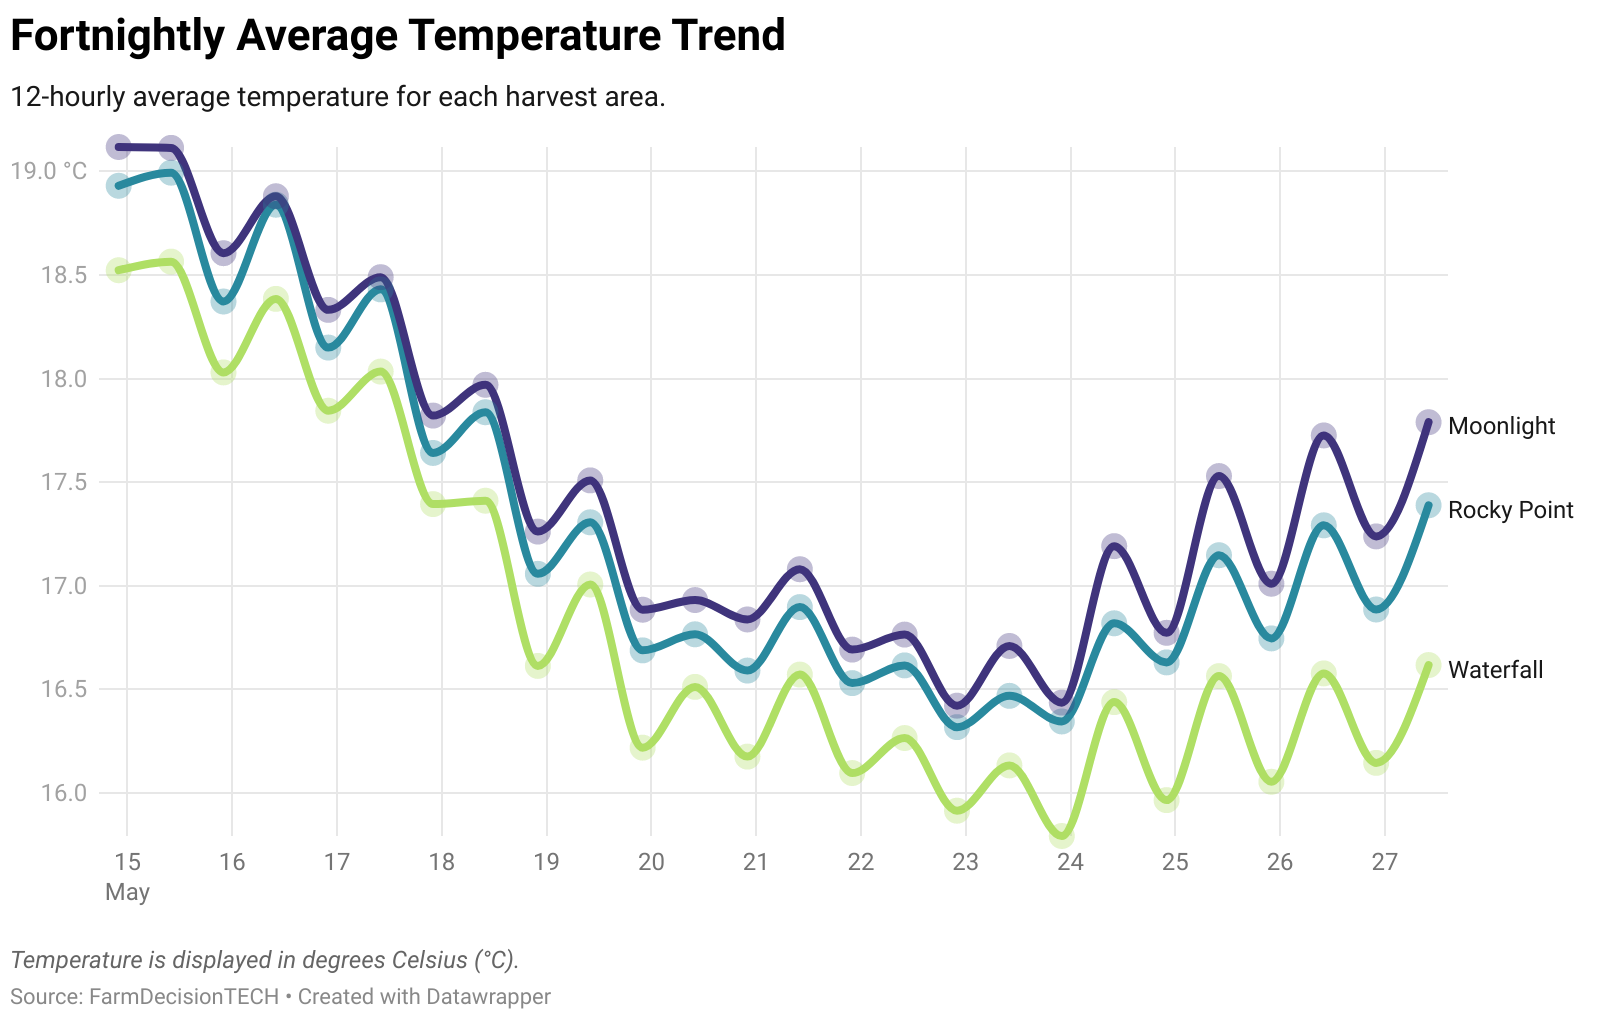 Fortnightly Average Temperature Trend
12-hourly average temperature for each harvest area.
19.0 °C
18.5
18.0
17.5
17.0
16.5
16.0
Moonlight
Rocky Point
Waterfall
15 16 17 18 19 20 21 22 23 24 25 26 27
May
Temperature is displayed in degrees Celsius (°C).
Source: FarmDecisionTECH • Created with Datawrapper